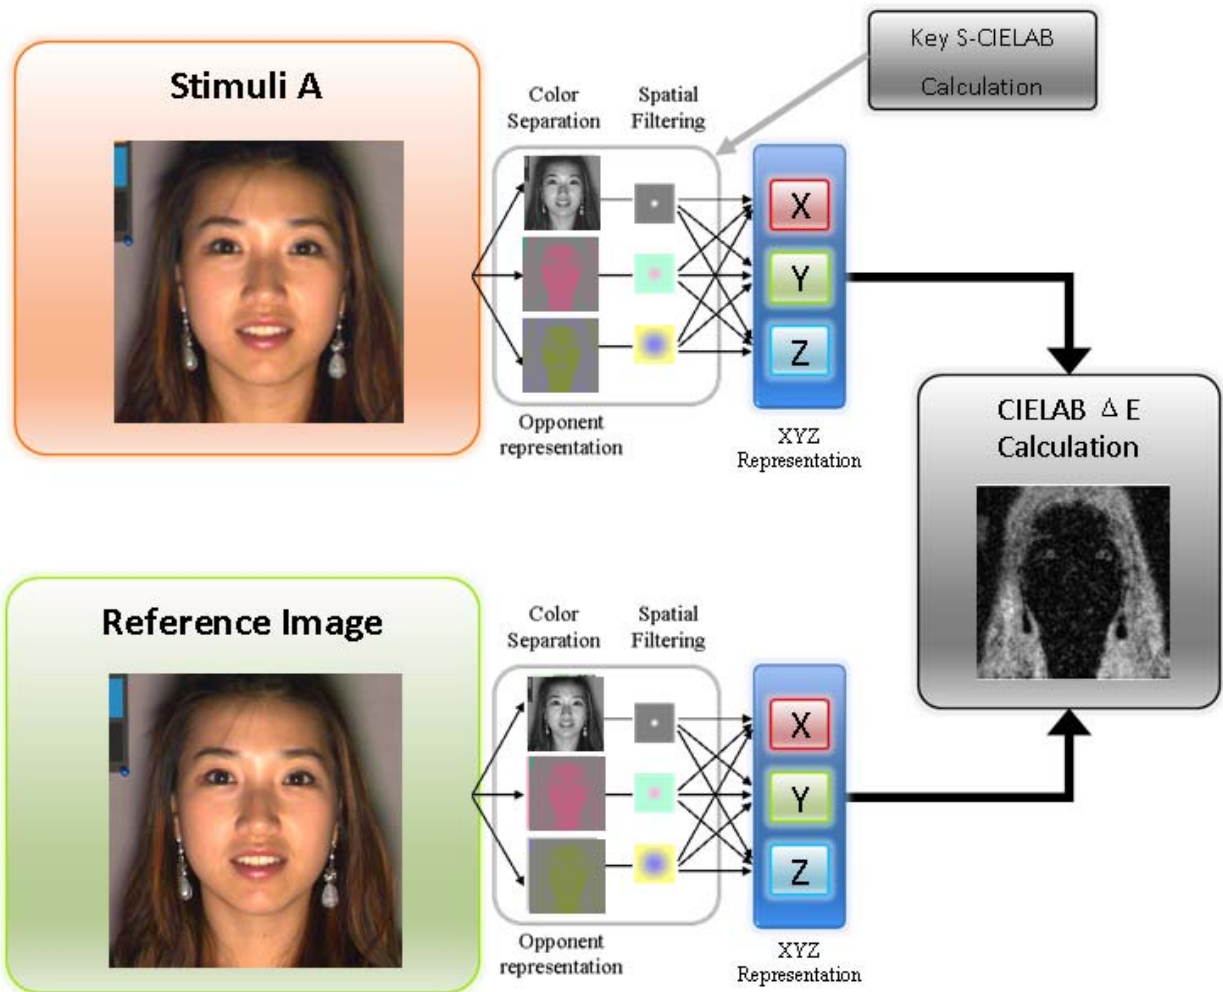 Key S-CIELAB
Calculation
Stimuli A
Color
Separation
Spatial
Filtering
X
Y
Z
Opponent
representation
XYZ
Representation
CIELAB Δ E
Calculation
Reference Image
Color
Separation
Spatial
Filtering
X
Y
Z
Opponent
representation
XYZ
Representation